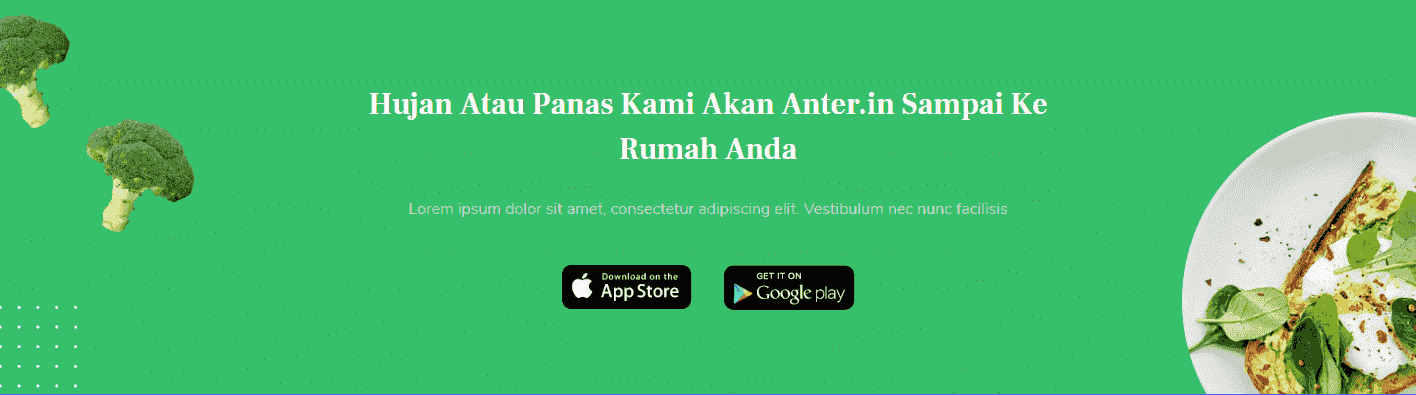 Hujan Atau Panas Kami Akan Anter.in Sampai Ke
Rumah Anda
Lorem ipsum dolor sit amet, consectetur adipiscing elit. Vestibulum nec nunc facilisis
Download on the
App Store
GET IT ON
Google play